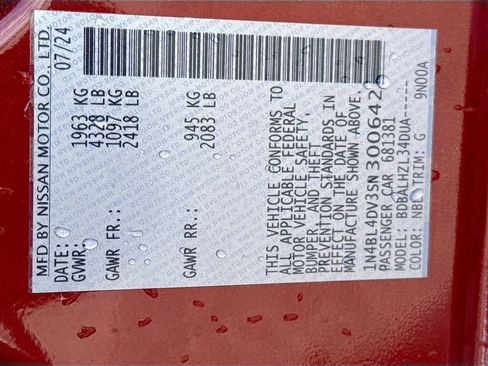 MFD BY NISSAN MOTOR CO., LTD.
DATE: 07/24
GVWR: 1963 KG
4328 LB
GAWR FR.: 1097 KG
2418 LB
GAWR RR.: 945 KG
2083 LB
THIS VEHICLE CONFORMS TO
ALL APPLICABLE FEDERAL
MOTOR VEHICLE SAFETY,
BUMPER, AND THEFT
PREVENTION STANDARDS IN
EFFECT ON THE DATE OF
MANUFACTURE SHOWN ABOVE.
1N4BL4DV3SN300642
PASSENGER CAR 681381
MODEL: BDBALHZL34DUA-----
COLOR: NBL TRIM: G 9N00A